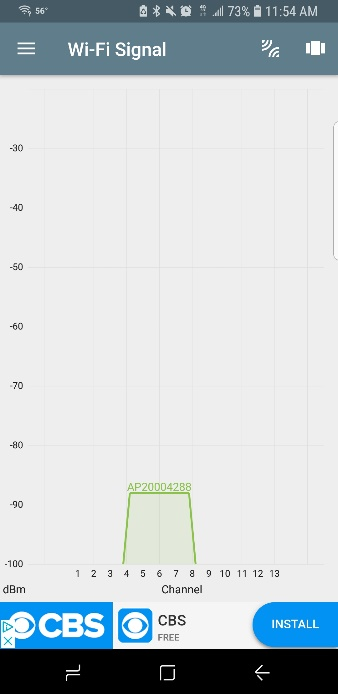 56° 73% 11:54 AM
Wi-Fi Signal
-30
-40
-50
-60
-70
-80
AP20004288
-90
-100
1 2 3 4 5 6 7 8 9 10 11 12 13
dBm Channel
CBS
CBS
FREE
INSTALL